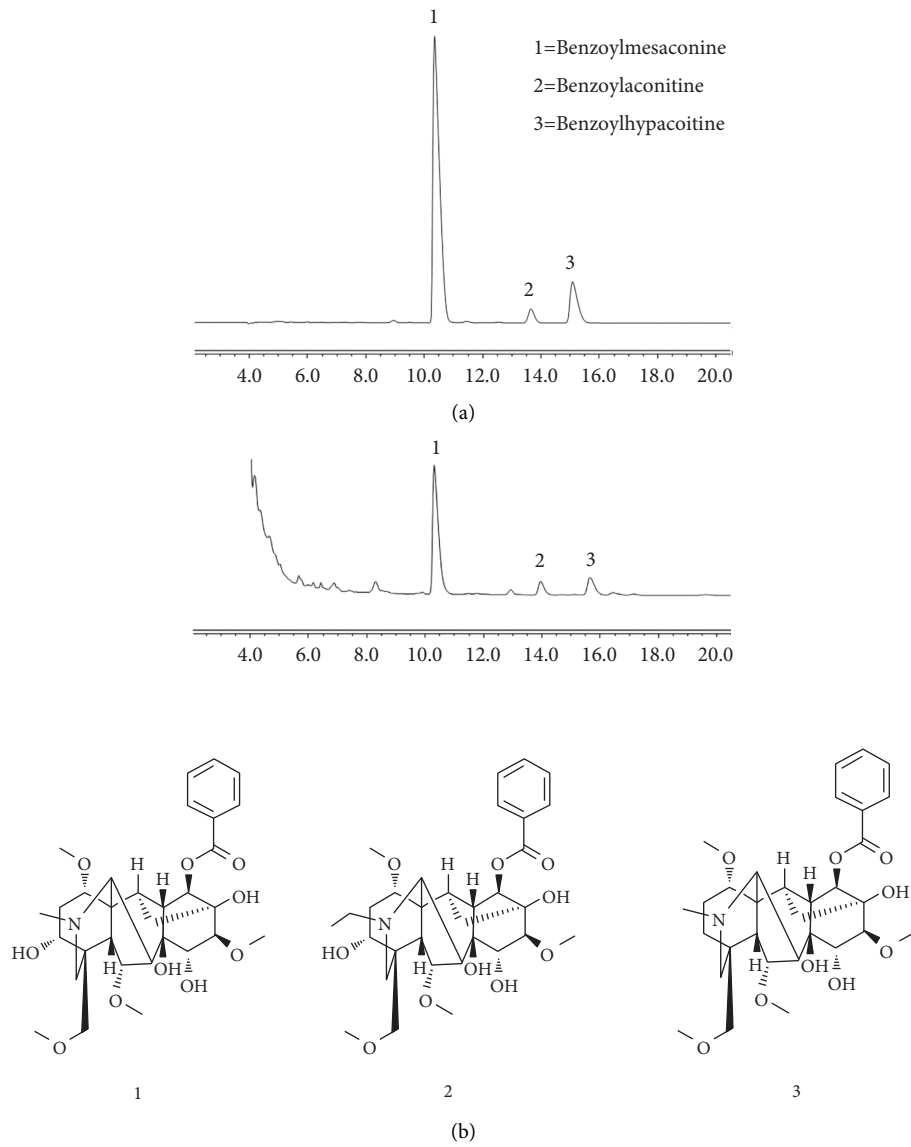 1
1=Benzoylmesaconine
2=Benzoylaconitine
3=Benzoylhypacoitine
2
3
4.0 6.0 8.0 10.0 12.0 14.0 16.0 18.0 20.0
(a)
1
2 3
4.0 6.0 8.0 10.0 12.0 14.0 16.0 18.0 20.0
O O O
O O O
O H H OH
O H H OH
O H H OH
N N N
HO H OH O
HO H OH O
H OH O
OH OH OH
O O O
O O O
1 2 3
(b)